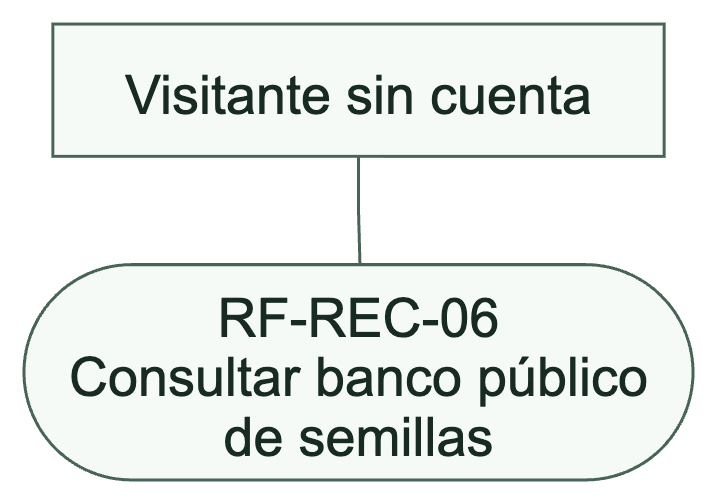 Visitante sin cuenta
RF-REC-06
Consultar banco público
de semillas